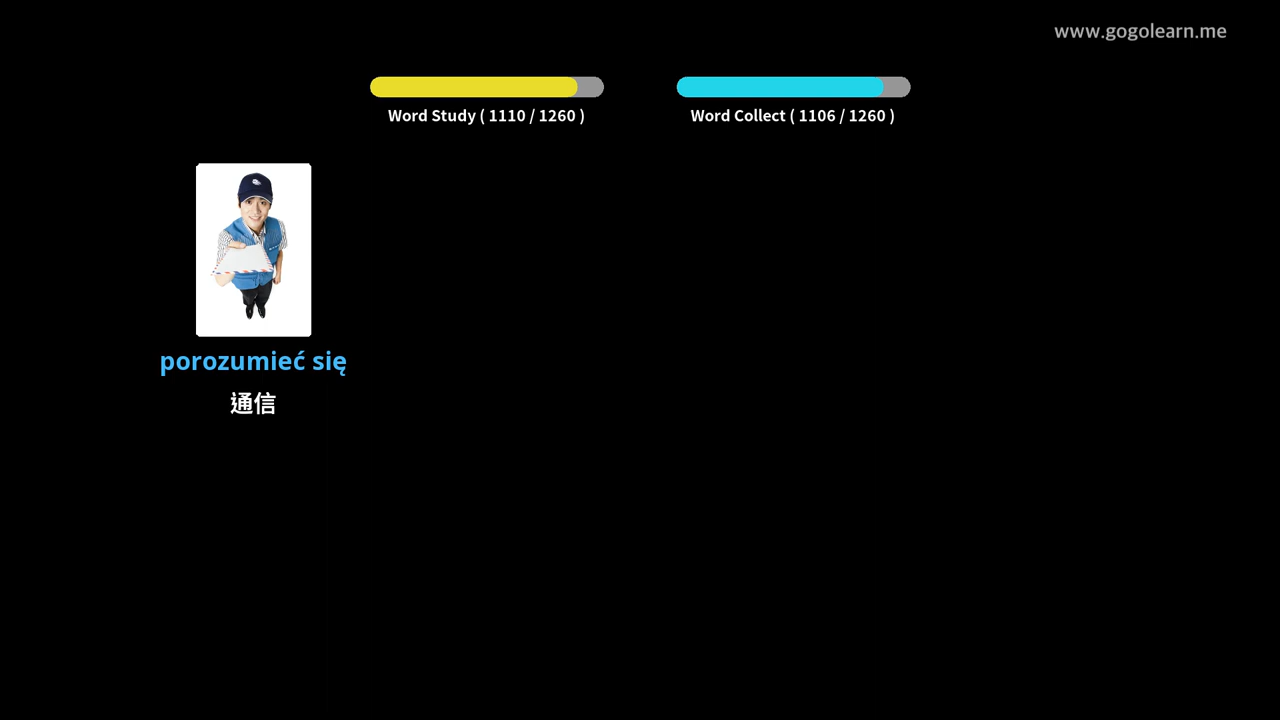 www.gogolearn.me
Word Study ( 1110 / 1260 )
Word Collect ( 1106 / 1260 )
porozumieć się
通信